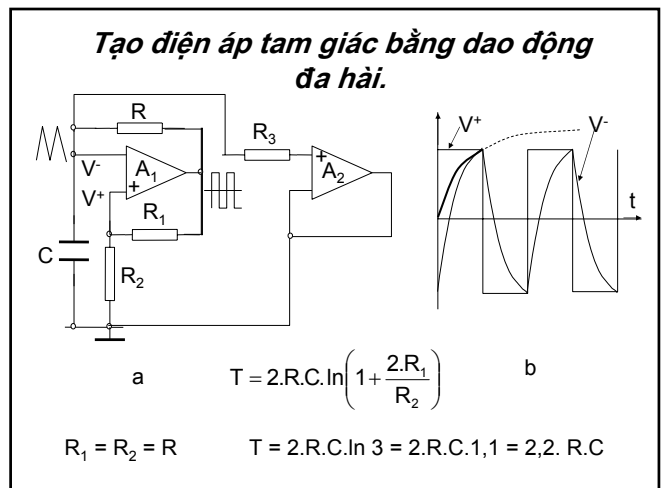 Tạo điện áp tam giác bằng dao động
đa hài.
R
V-
A1
V+
+
R1
C
R2
R3
+
A2
V+
V-
t
a
T = 2.R.C.ln(1 + 2.R1/R2)
b
R1 = R2 = R
T = 2.R.C.ln 3 = 2.R.C.1,1 = 2,2. R.C